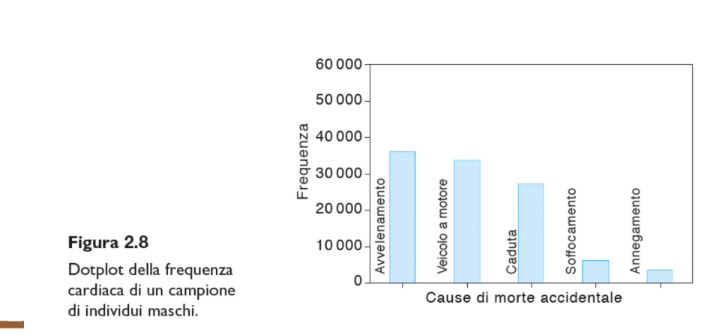 60 000
50 000
40 000
30 000
20 000
10 000
0
Frequenza
Avvelenamento
Veicolo a motore
Caduta
Soffocamento
Annegamento
Cause di morte accidentale
Figura 2.8
Dotplot della frequenza
cardiaca di un campione
di individui maschi.